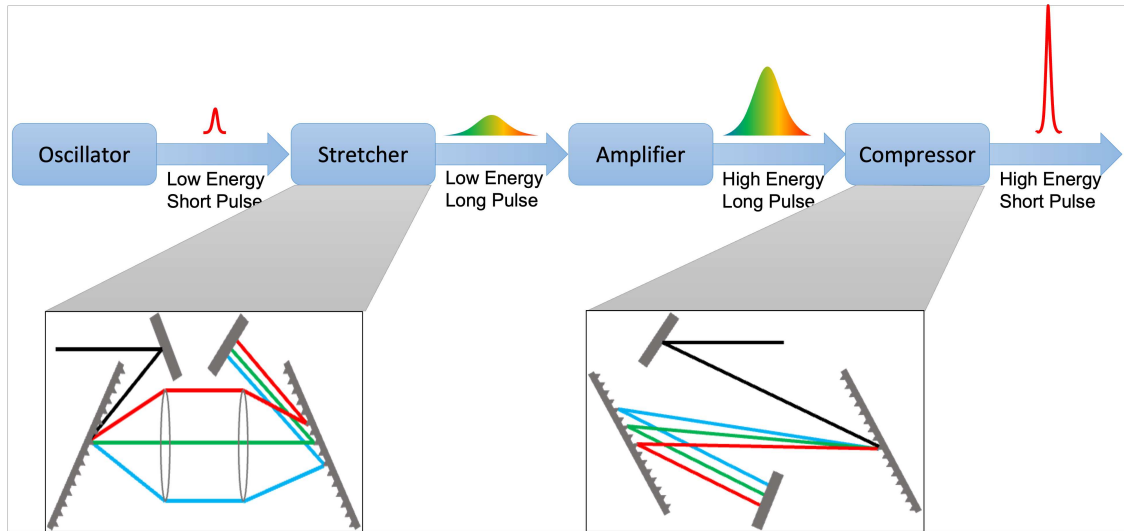 Oscillator
Stretcher
Amplifier
Compressor
Low Energy
Short Pulse
Low Energy
Long Pulse
High Energy
Long Pulse
High Energy
Short Pulse